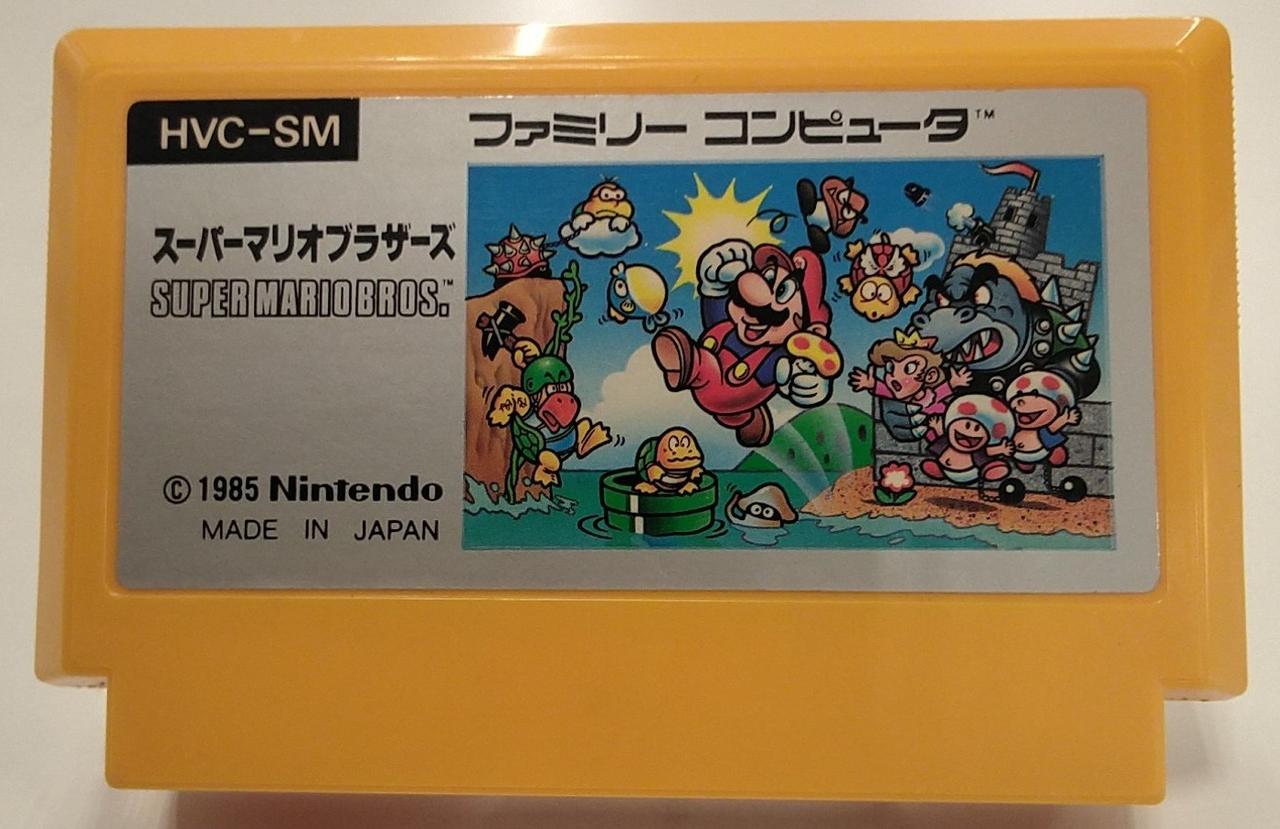 HVC-SM
ファミリー コンピュータ™
スーパーマリオブラザーズ
SUPER MARIO BROS.™
© 1985 Nintendo
MADE IN JAPAN